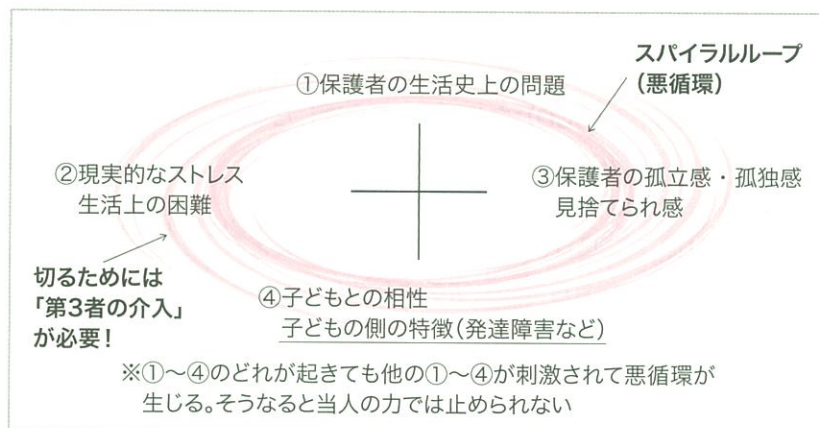 スパイラルループ
（悪循環）
①保護者の生活史上の問題
②現実的なストレス
生活上の困難
③保護者の孤立感・孤独感
見捨てられ感
切るためには
「第3者の介入」
が必要！
④子どもとの相性
子どもの側の特徴（発達障害など）
※①〜④のどれが起きても他の①〜④が刺激されて悪循環が
生じる。そうなると当人の力では止められない